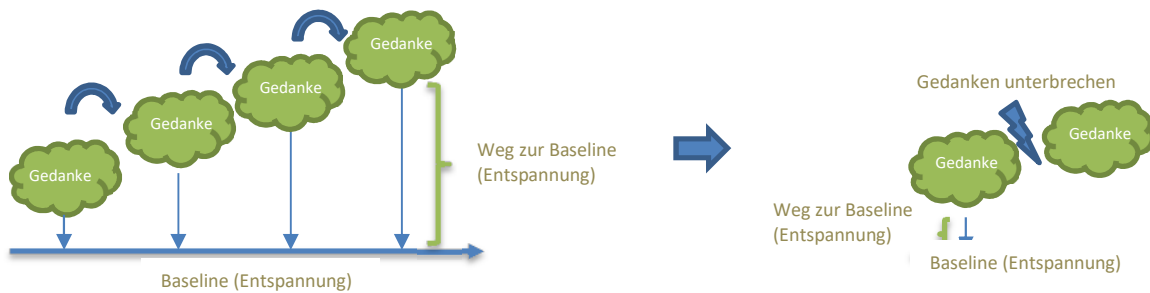 Gedanke
Gedanke
Gedanke
Gedanke
Weg zur Baseline
(Entspannung)
Baseline (Entspannung)
Gedanken unterbrechen
Gedanke
Gedanke
Weg zur Baseline
(Entspannung)
Baseline (Entspannung)